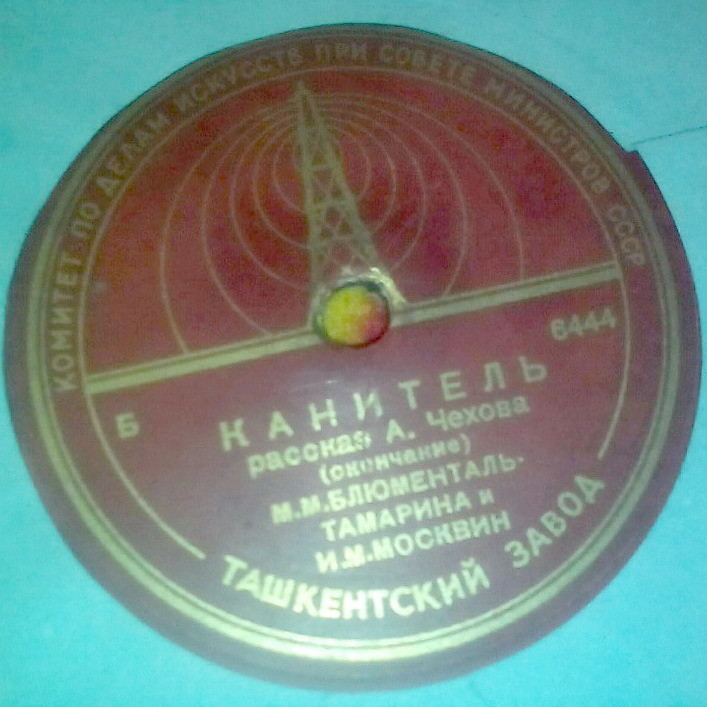 КОМИТЕТ ПО ДЕЛАМ ИСКУССТВ ПРИ СОВЕТЕ МИНИСТРОВ СССР
Б
6444
КАНИТЕЛЬ
рассказ А. Чехова
(окончание)
М.М.БЛЮМЕНТАЛЬ-
ТАМАРИНА и
И.М.МОСКВИН
ТАШКЕНТСКИЙ ЗАВОД